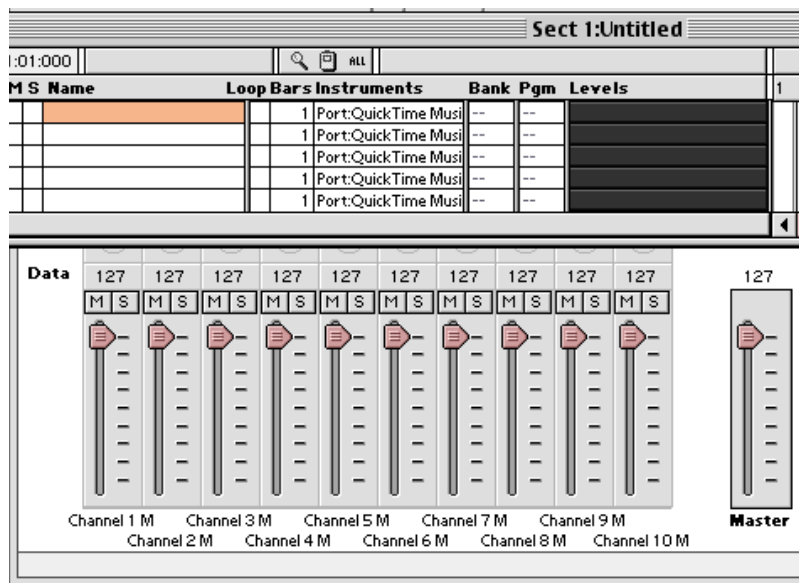 Sect 1:Untitled
1:01:000 ALL
M S Name Loop Bars Instruments Bank Pgm Levels 1
1 Port:QuickTime Musi -- --
1 Port:QuickTime Musi -- --
1 Port:QuickTime Musi -- --
1 Port:QuickTime Musi -- --
1 Port:QuickTime Musi -- --
Data 127 127 127 127 127 127 127 127 127 127 127
M S M S M S M S M S M S M S M S M S M S
Channel 1 M Channel 3 M Channel 5 M Channel 7 M Channel 9 M Master
Channel 2 M Channel 4 M Channel 6 M Channel 8 M Channel 10 M